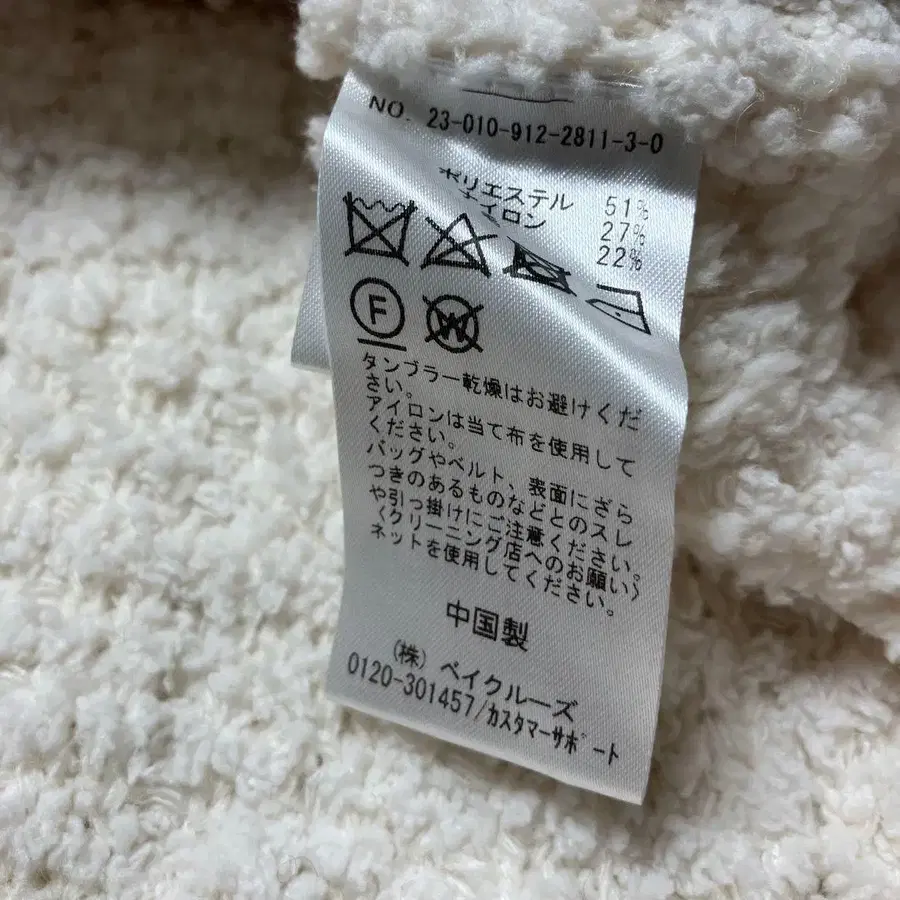 NO. 23-010-912-2811-3-0
ポリエステル 51%
ナイロン 27%
22%
F
W
タンブラー乾燥はお避けくだ
さい。
アイロンは当て布を使用して
ください。
バッグやベルト、表面にざら
つきのあるものなどとのスレ
や引っ掛けにご注意ください。
〈クリーニング店へのお願い〉
ネットを使用してください。
中国製
(株) ベイクルーズ
0120-301457/カスタマーサポート